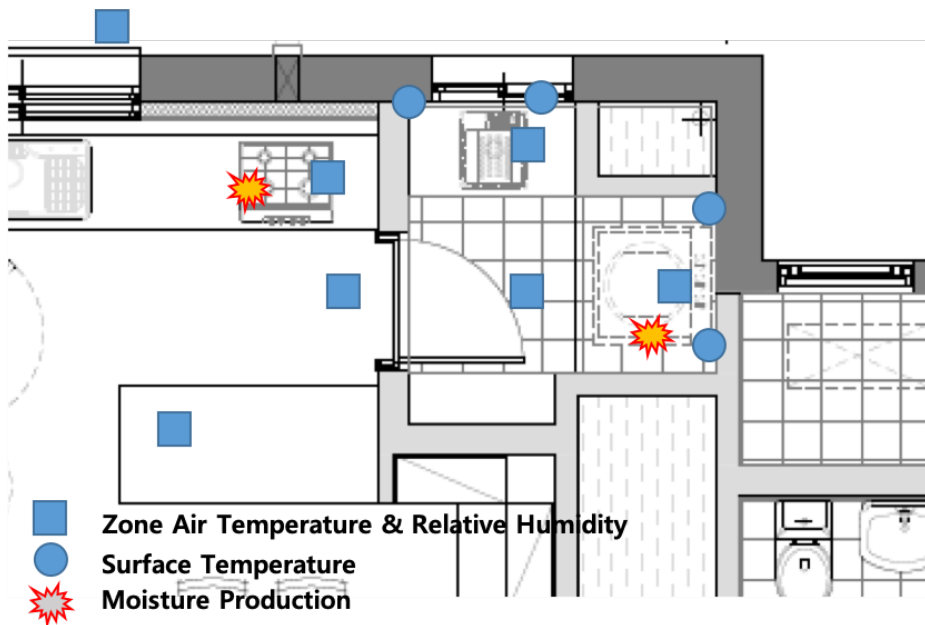 Zone Air Temperature & Relative Humidity
Surface Temperature
Moisture Production